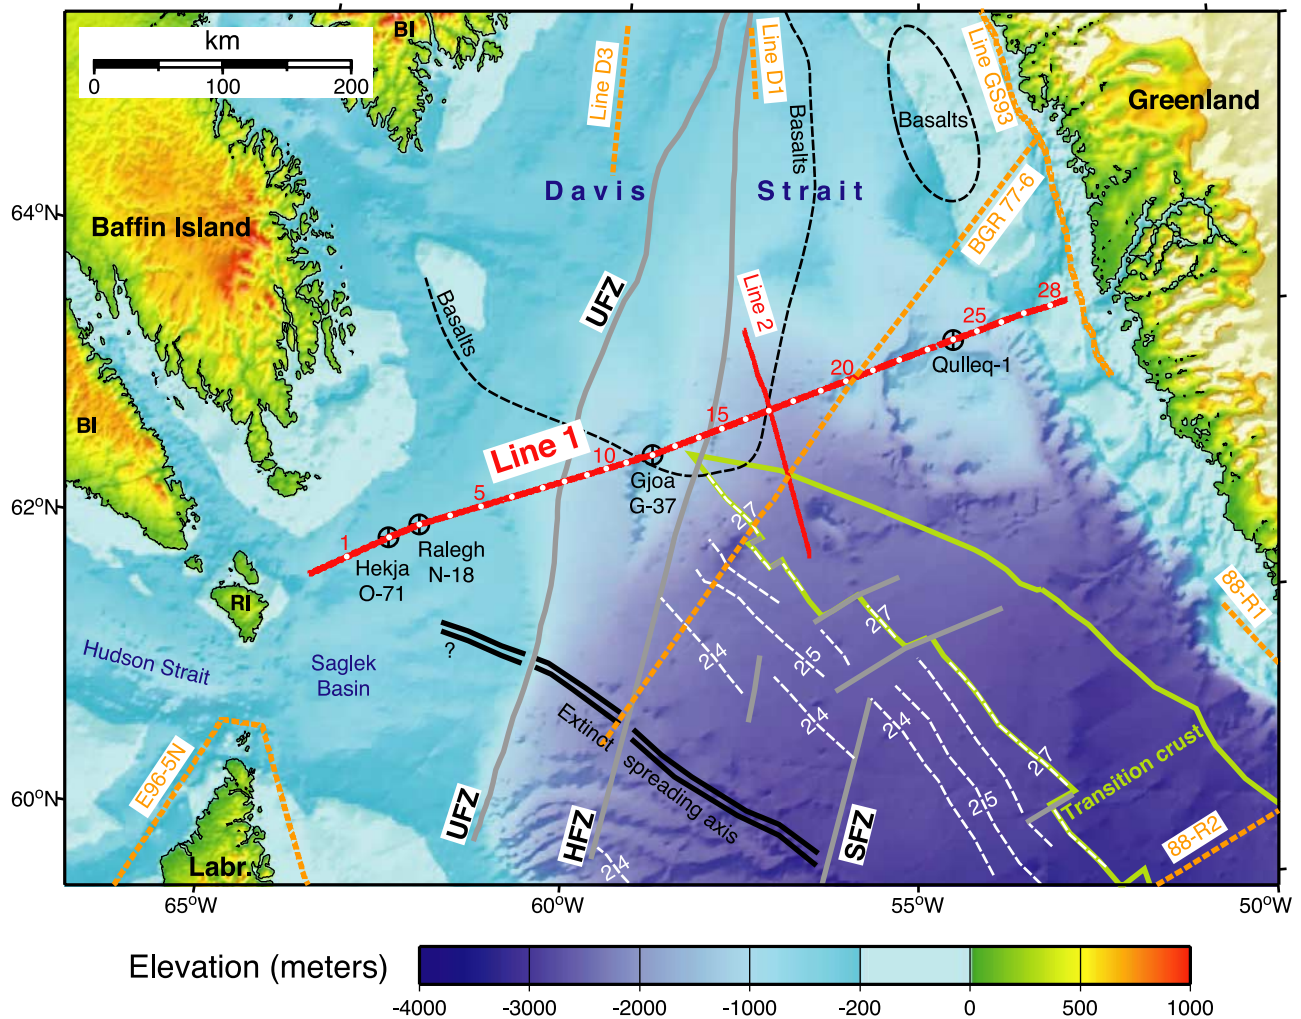 km
0 100 200
BI
Line D3
Line D1
Line GS93
Greenland
Basalts
Basalts
Davis Strait
64°N
Baffin Island
BGR 77-6
UFZ
Line 2
Basalts
28
25
20
Qulleq-1
15
BI
Line 1
10
Gjoa
G-37
62°N
5
27
1
Ralegh
N-18
Hekja
O-71
88-R1
RI
27
?
24
25
Hudson Strait
Saglek
Basin
24
24
Extinct
spreading axis
27
Transition crust
E96-5N
25
60°N
UFZ
HFZ
SFZ
88-R2
Labr.
24
65°W 60°W 55°W 50°W
Elevation (meters)
-4000 -3000 -2000 -1000 -200 0 500 1000